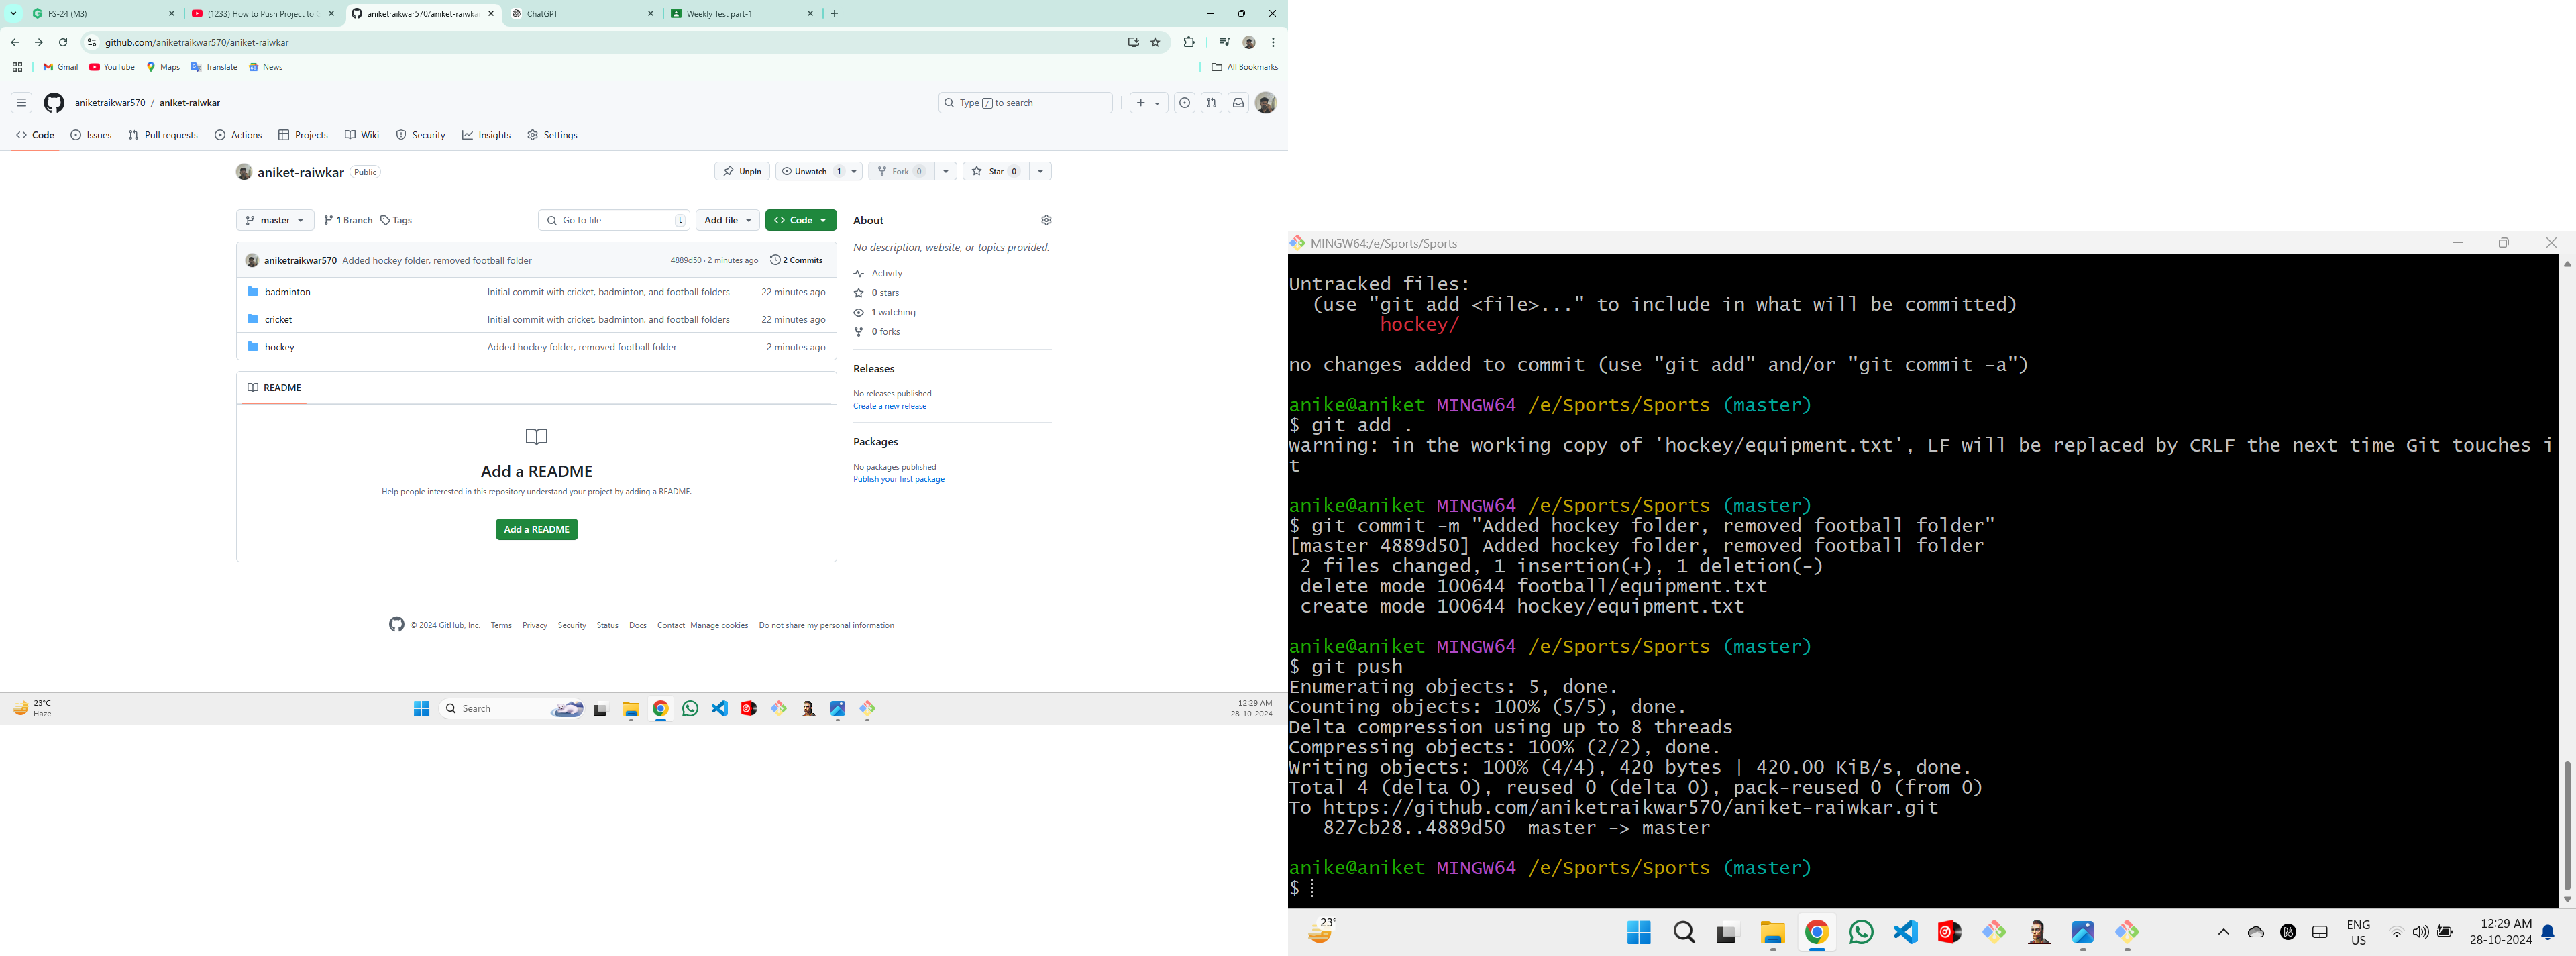 FS-24 (M3)
(1233) How to Push Project to G
aniketraikwar570/aniket-raiwka
ChatGPT
Weekly Test part-1
github.com/aniketraikwar570/aniket-raiwkar
Gmail
YouTube
Maps
Translate
News
All Bookmarks
aniketraikwar570 / aniket-raiwkar
Type / to search
Code
Issues
Pull requests
Actions
Projects
Wiki
Security
Insights
Settings
aniket-raiwkar Public
Unpin
Unwatch 1
Fork 0
Star 0
master
1 Branch
Tags
Go to file t
Add file
Code
aniketraikwar570 Added hockey folder, removed football folder 4889d50 · 2 minutes ago 2 Commits
badminton Initial commit with cricket, badminton, and football folders 22 minutes ago
cricket Initial commit with cricket, badminton, and football folders 22 minutes ago
hockey Added hockey folder, removed football folder 2 minutes ago
README
Add a README
Help people interested in this repository understand your project by adding a README.
Add a README
About
No description, website, or topics provided.
Activity
0 stars
1 watching
0 forks
Releases
No releases published
Create a new release
Packages
No packages published
Publish your first package
© 2024 GitHub, Inc. Terms Privacy Security Status Docs Contact Manage cookies Do not share my personal information
23°C
Haze
Search
12:29 AM
28-10-2024
MINGW64:/e/Sports/Sports
Untracked files:
(use "git add <file>..." to include in what will be committed)
hockey/
no changes added to commit (use "git add" and/or "git commit -a")
anike@aniket MINGW64 /e/Sports/Sports (master)
$ git add .
warning: in the working copy of 'hockey/equipment.txt', LF will be replaced by CRLF the next time Git touches i
t
anike@aniket MINGW64 /e/Sports/Sports (master)
$ git commit -m "Added hockey folder, removed football folder"
[master 4889d50] Added hockey folder, removed football folder
2 files changed, 1 insertion(+), 1 deletion(-)
delete mode 100644 football/equipment.txt
create mode 100644 hockey/equipment.txt
anike@aniket MINGW64 /e/Sports/Sports (master)
$ git push
Enumerating objects: 5, done.
Counting objects: 100% (5/5), done.
Delta compression using up to 8 threads
Compressing objects: 100% (2/2), done.
Writing objects: 100% (4/4), 420 bytes | 420.00 KiB/s, done.
Total 4 (delta 0), reused 0 (delta 0), pack-reused 0 (from 0)
To https://github.com/aniketraikwar570/aniket-raiwkar.git
827cb28..4889d50  master -> master
anike@aniket MINGW64 /e/Sports/Sports (master)
$
23°
ENG
US
12:29 AM
28-10-2024